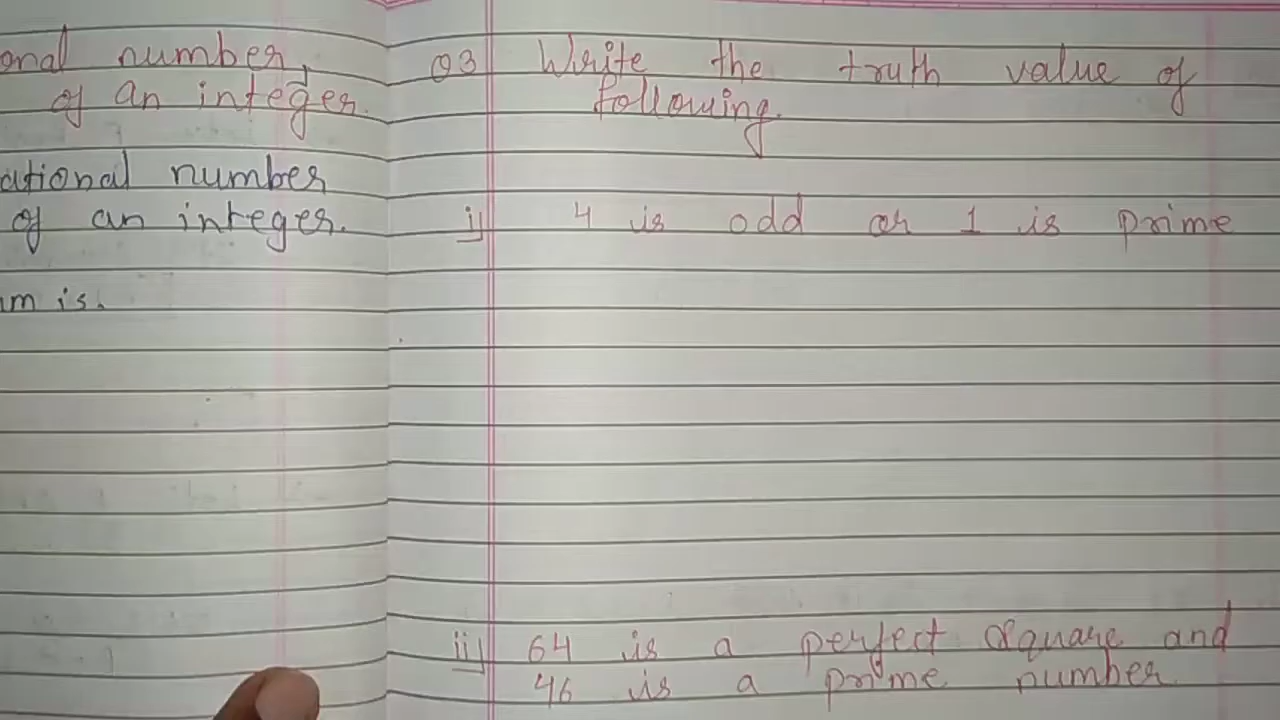 onal number,
of an integer.
ational number
of an integer.
m is.
Q3 Write the truth value of
following.
i) 4 is odd or 1 is prime
ii) 64 is a perfect square and
46 is a prime number